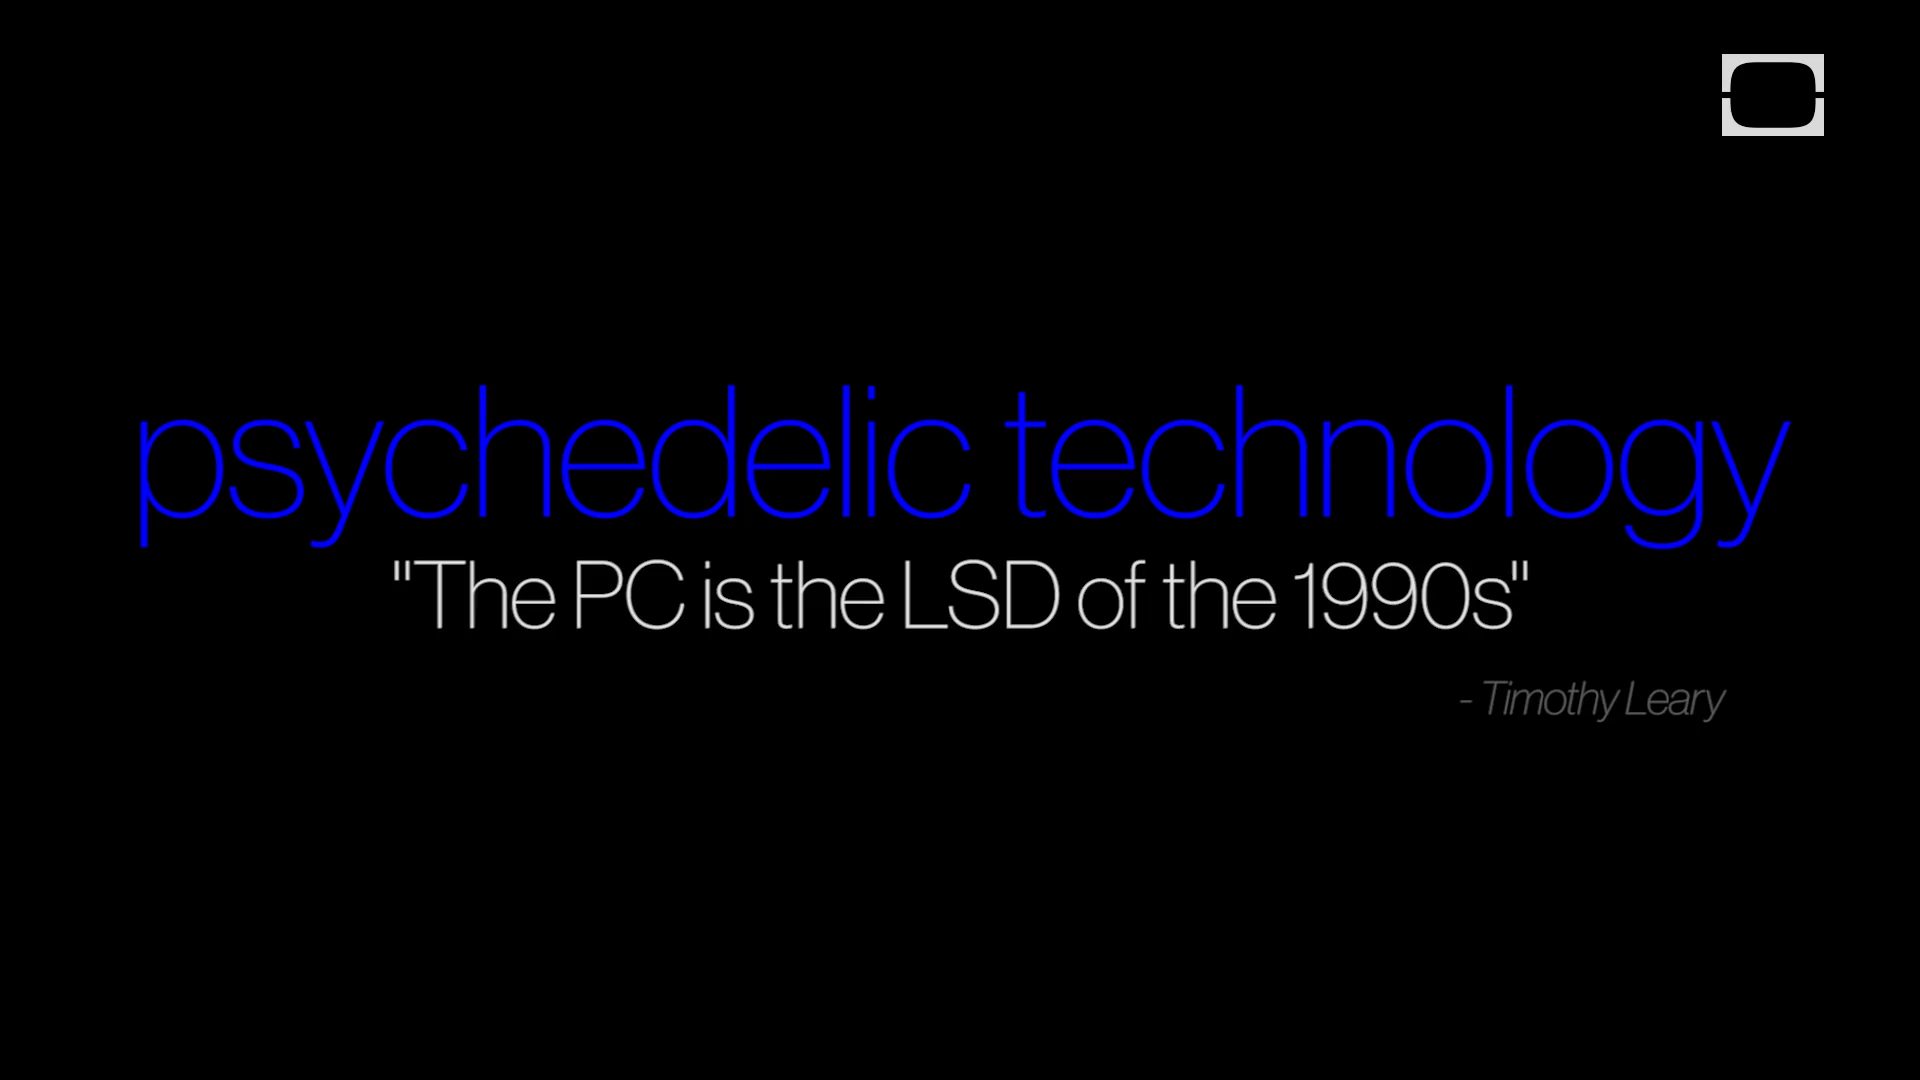 psychedelic technology
"The PC is the LSD of the 1990s"
- Timothy Leary